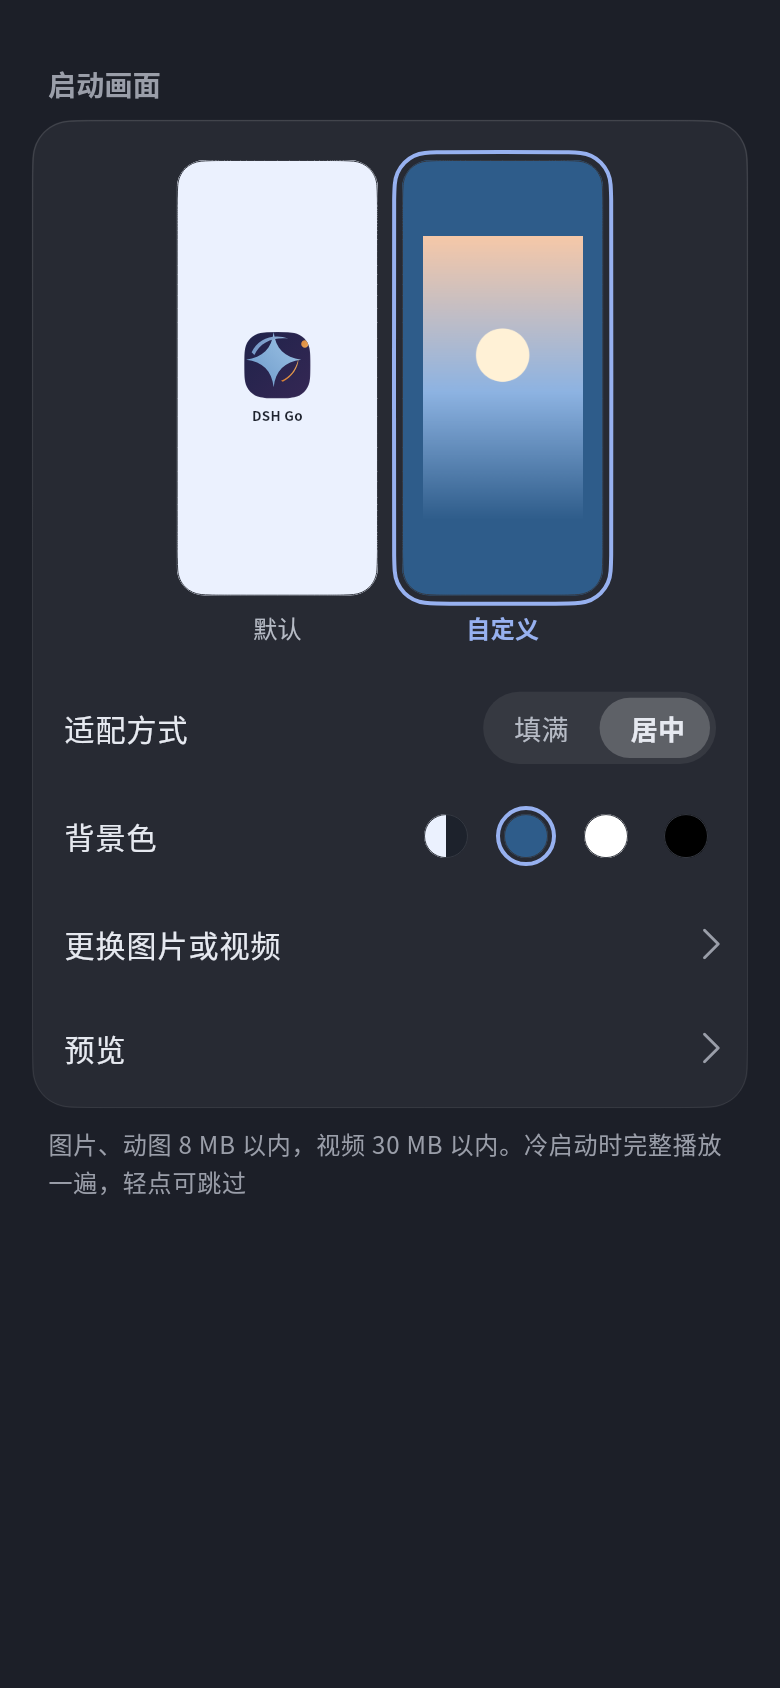 启动画面
DSH Go
默认
自定义
适配方式
填满
居中
背景色
更换图片或视频
预览
图片、动图 8 MB 以内，视频 30 MB 以内。冷启动时完整播放
一遍，轻点可跳过